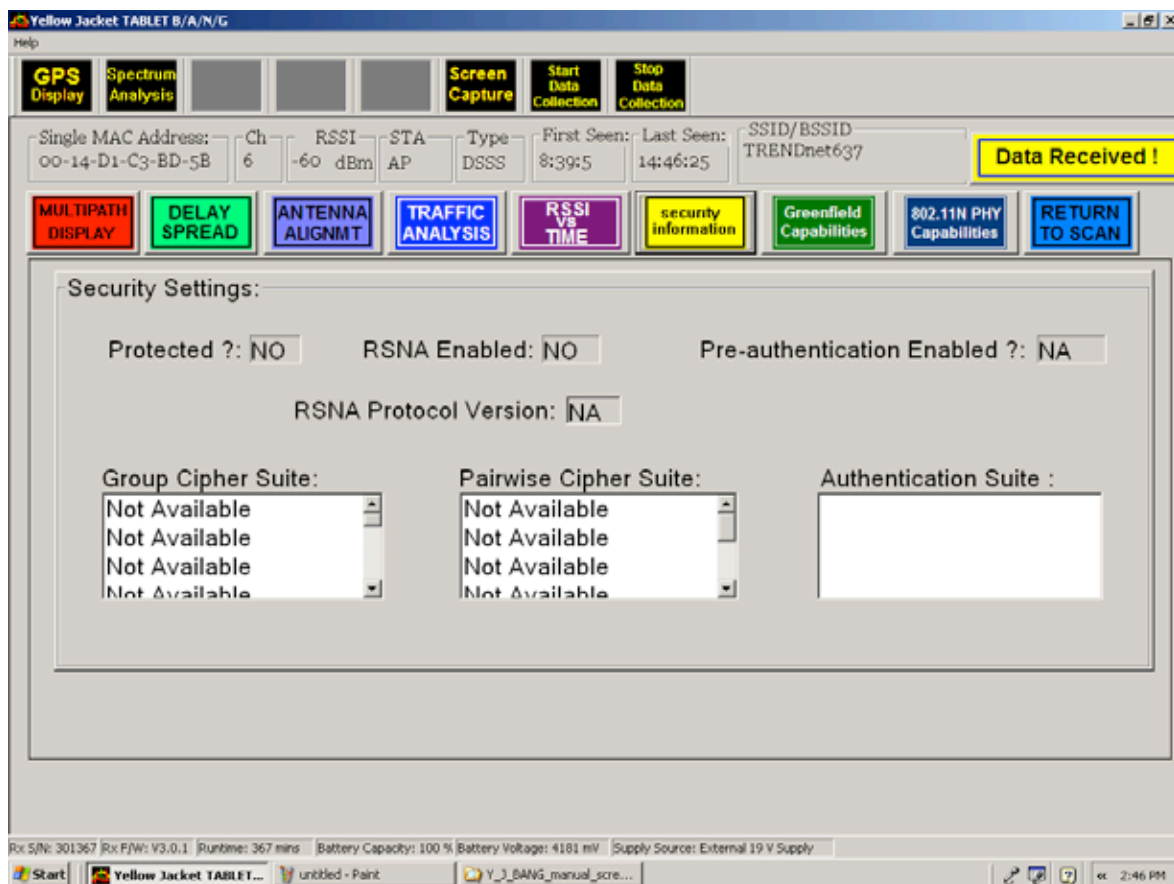 Yellow Jacket TABLET B/A/N/G
Help
GPS Display
Spectrum Analysis
Screen Capture
Start Data Collection
Stop Data Collection
Single MAC Address: Ch RSSI STA Type First Seen: Last Seen: SSID/BSSID
00-14-D1-C3-BD-5B 6 -60 dBm AP DSSS 8:39:5 14:46:25 TRENDnet637
Data Received !
MULTIPATH DISPLAY
DELAY SPREAD
ANTENNA ALIGNMT
TRAFFIC ANALYSIS
RSSI vs TIME
security information
Greenfield Capabilities
802.11N PHY Capabilities
RETURN TO SCAN
Security Settings:
Protected ?: NO RSNA Enabled: NO Pre-authentication Enabled ?: NA
RSNA Protocol Version: NA
Group Cipher Suite: Pairwise Cipher Suite: Authentication Suite :
Not Available Not Available
Not Available Not Available
Not Available Not Available
Not Available Not Available
Rx S/N: 301367 Rx F/W: V3.0.1 Runtime: 367 mins Battery Capacity: 100 % Battery Voltage: 4181 mV Supply Source: External 19 V Supply
Start Yellow Jacket TABLET... untitled - Paint Y_J_BANG_manual_scre... 2:46 PM